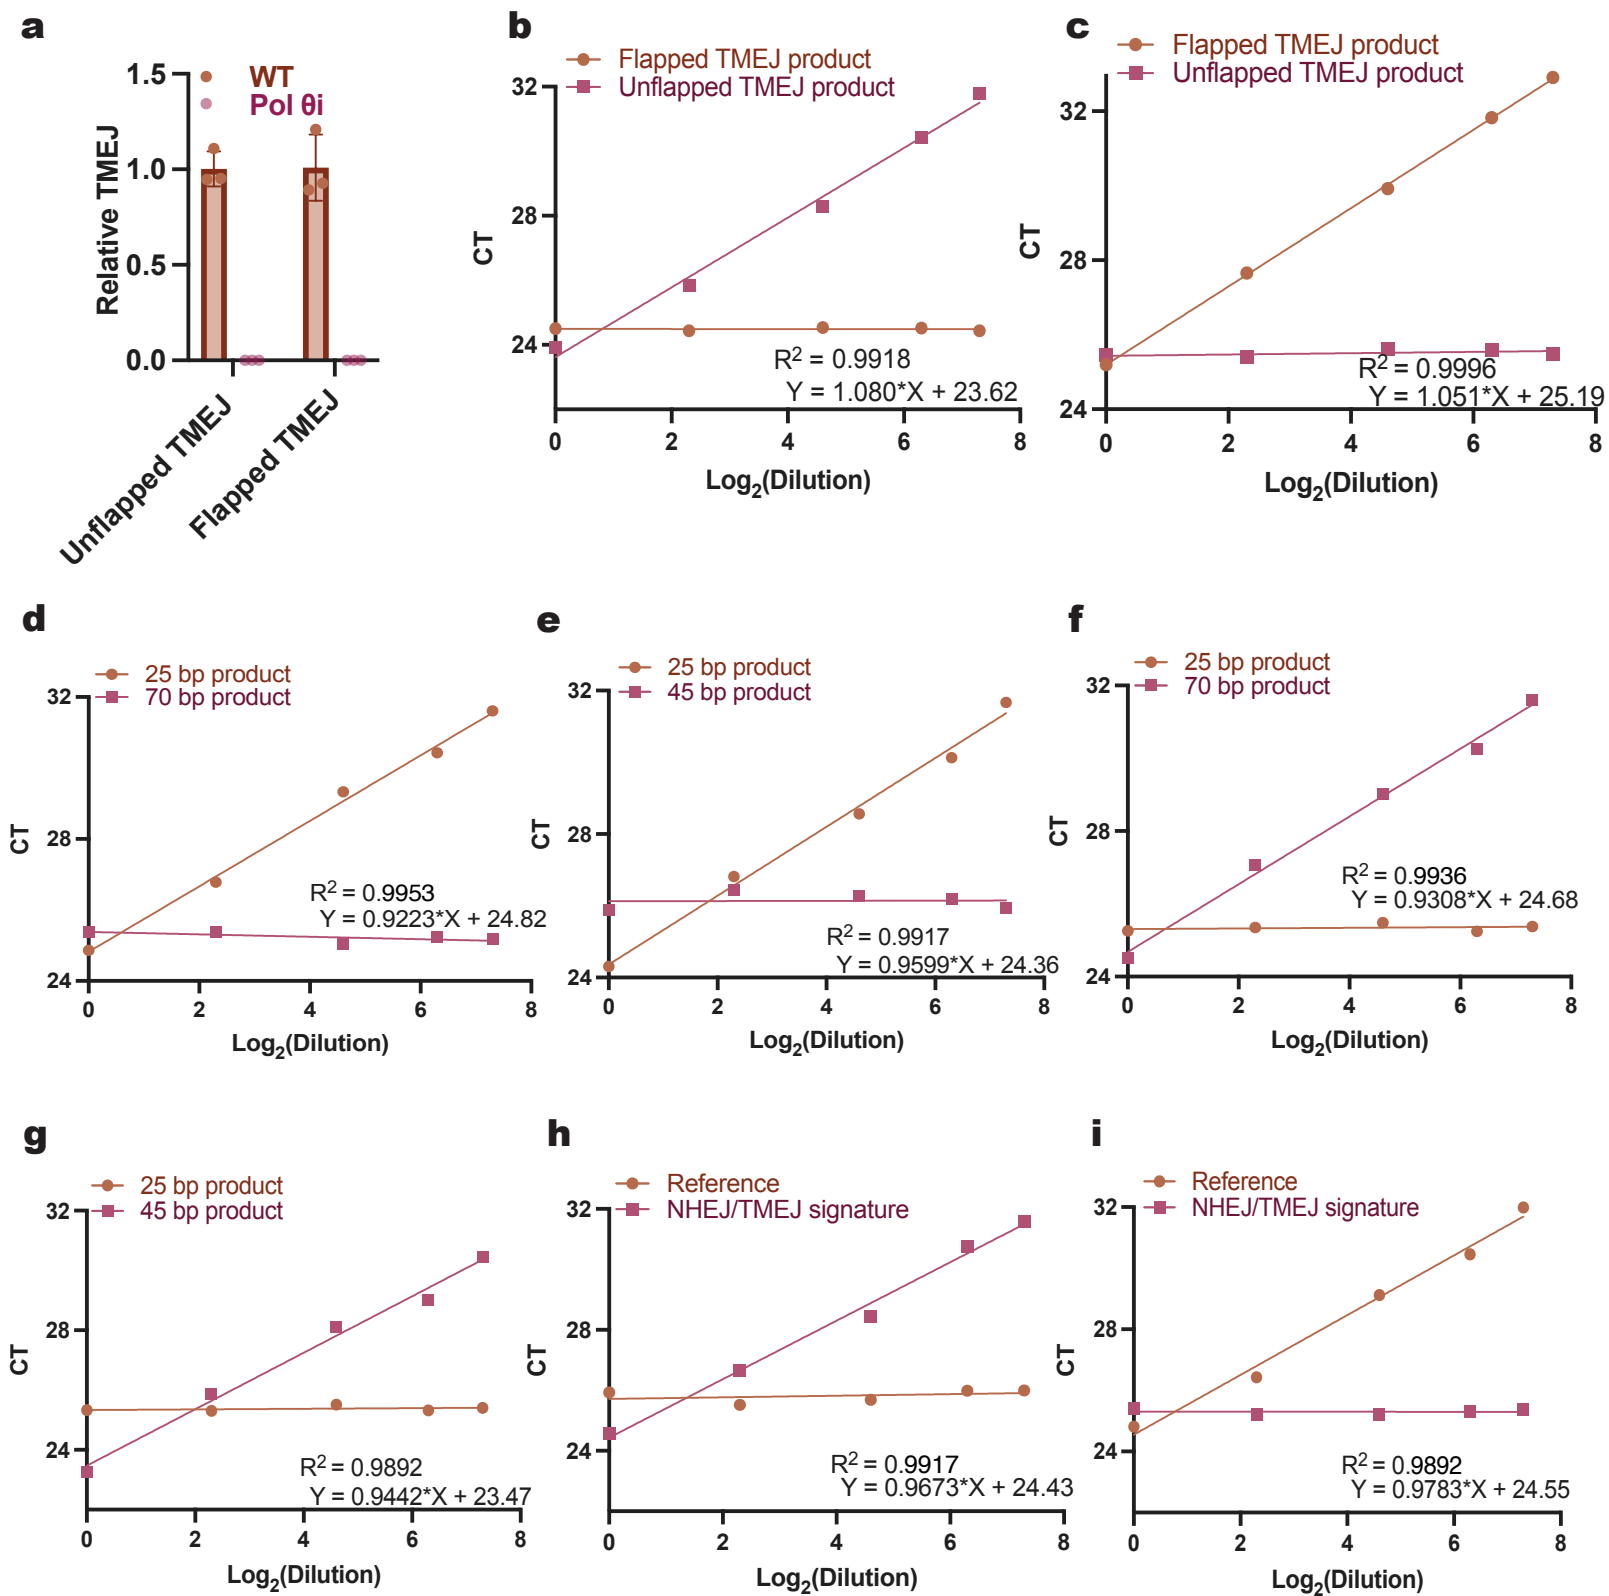 a
1.5
1.0
0.5
0.0
Relative TMEJ
WT
Pol θi
Unflapped TMEJ
Flapped TMEJ
b
Flapped TMEJ product
Unflapped TMEJ product
32
28
24
CT
R² = 0.9918
Y = 1.080*X + 23.62
0 2 4 6 8
Log₂(Dilution)
c
Flapped TMEJ product
Unflapped TMEJ product
32
28
24
CT
R² = 0.9996
Y = 1.051*X + 25.19
0 2 4 6 8
Log₂(Dilution)
d
25 bp product
70 bp product
32
28
24
CT
R² = 0.9953
Y = 0.9223*X + 24.82
0 2 4 6 8
Log₂(Dilution)
e
25 bp product
45 bp product
32
28
24
CT
R² = 0.9917
Y = 0.9599*X + 24.36
0 2 4 6 8
Log₂(Dilution)
f
25 bp product
70 bp product
32
28
24
CT
R² = 0.9936
Y = 0.9308*X + 24.68
0 2 4 6 8
Log₂(Dilution)
g
25 bp product
45 bp product
32
28
24
CT
R² = 0.9892
Y = 0.9442*X + 23.47
0 2 4 6 8
Log₂(Dilution)
h
Reference
NHEJ/TMEJ signature
32
28
24
CT
R² = 0.9917
Y = 0.9673*X + 24.43
0 2 4 6 8
Log₂(Dilution)
i
Reference
NHEJ/TMEJ signature
32
28
24
CT
R² = 0.9892
Y = 0.9783*X + 24.55
0 2 4 6 8
Log₂(Dilution)